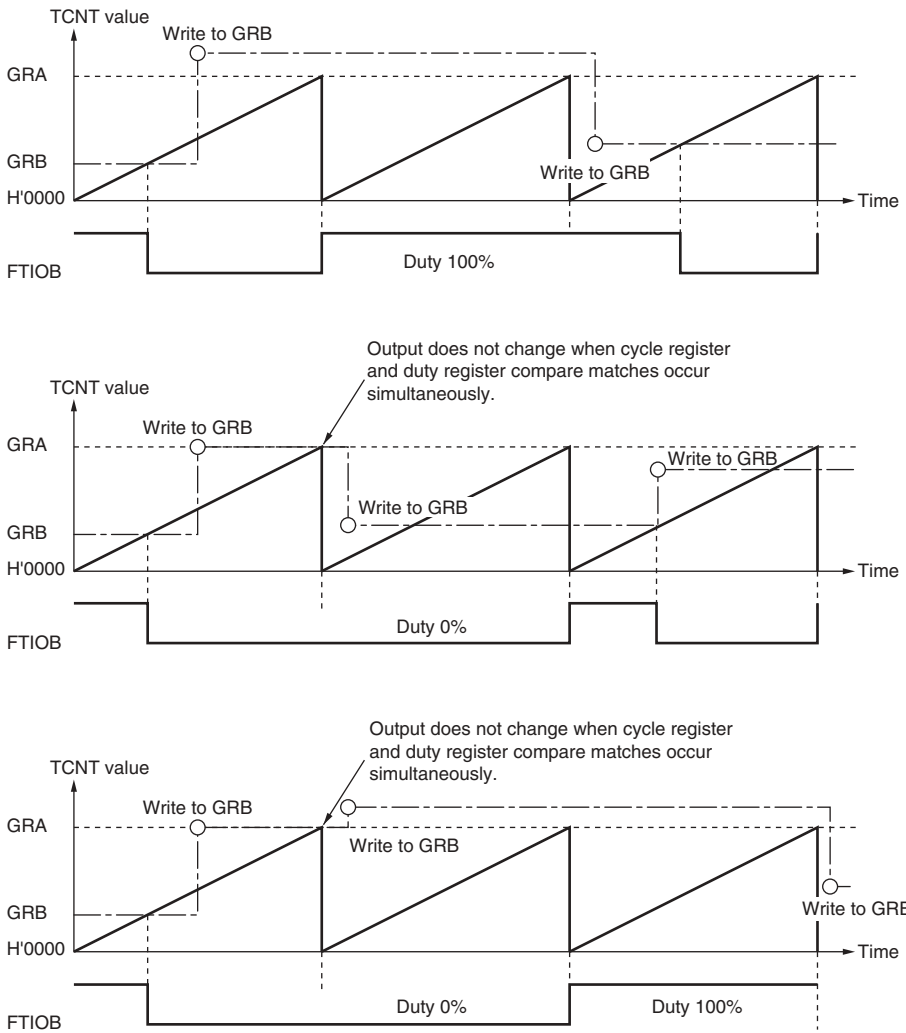 TCNT value
Write to GRB
GRA
GRB
Write to GRB
H'0000
Time
Duty 100%
FTIOB
Output does not change when cycle register
and duty register compare matches occur
simultaneously.
TCNT value
Write to GRB
GRA
Write to GRB
Write to GRB
GRB
H'0000
Time
Duty 0%
FTIOB
Output does not change when cycle register
and duty register compare matches occur
simultaneously.
TCNT value
Write to GRB
GRA
Write to GRB
GRB
Write to GRB
H'0000
Time
Duty 0%
Duty 100%
FTIOB